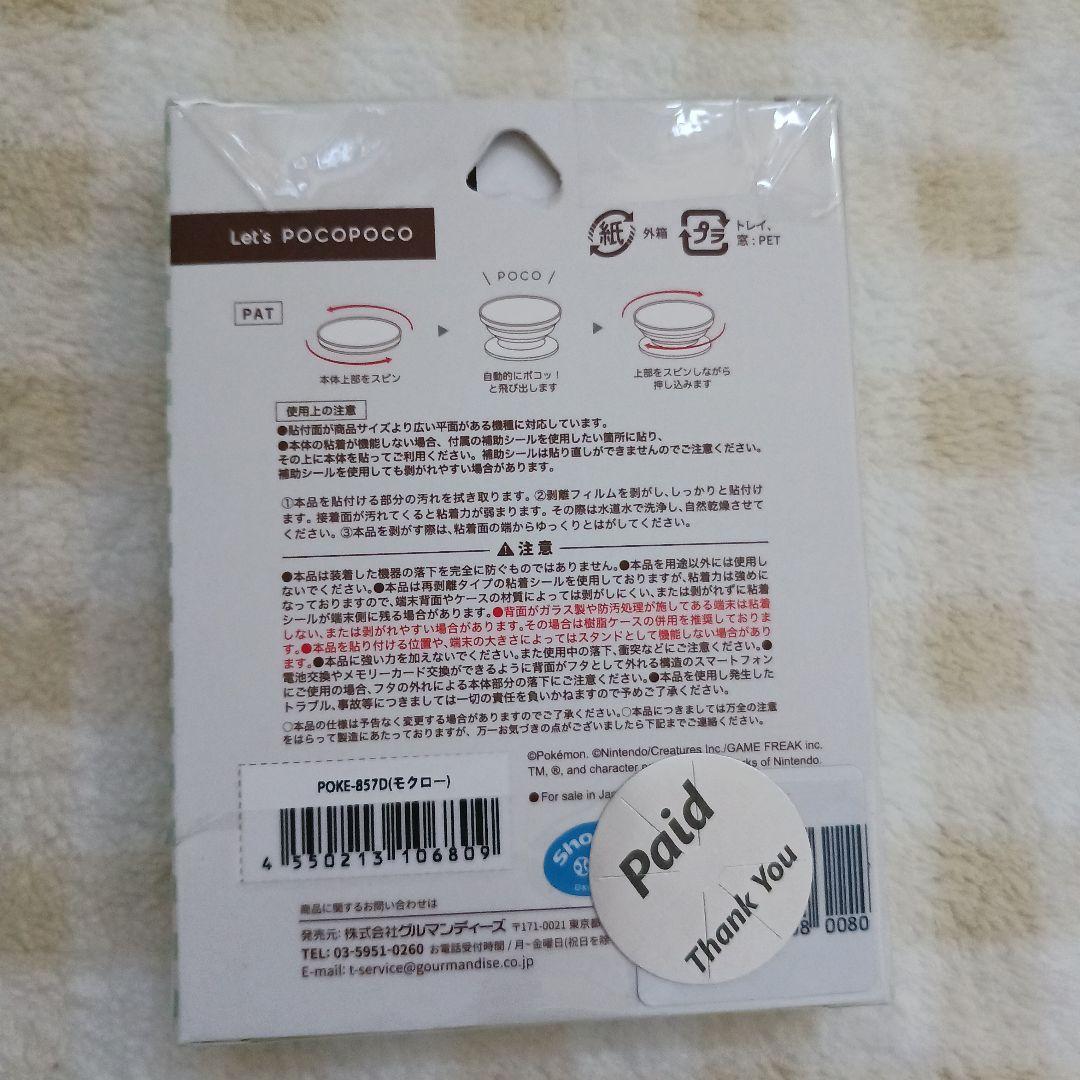 Let's POCOPOCO
紙 外箱
プラ トレイ、
窓:PET
PAT
\ POCO /
本体上部をスピン
自動的にポコッ!
と飛び出します
上部をスピンしながら
押し込みます
使用上の注意
●貼付面が商品サイズより広い平面がある機種に対応しています。
●本体の粘着が機能しない場合、付属の補助シールを使用したい箇所に貼り、
その上に本体を貼ってご利用ください。補助シールは貼り直しができませんのでご注意ください。
補助シールを使用しても剥がれやすい場合があります。
①本品を貼付ける部分の汚れを拭き取ります。②剥離フィルムを剥がし、しっかりと貼付け
ます。接着面が汚れてくると粘着力が弱まります。その際は水道水で洗浄し、自然乾燥させて
ください。③本品を剥がす際は、粘着面の端からゆっくりとはがしてください。
注意
●本品は装着した機器の落下を完全に防ぐものではありません。●本品を用途以外には使用し
ないでください。●本品は再剥離タイプの粘着シールを使用しておりますが、粘着力は強めに
なっておりますので、端末背面やケースの材質によっては剥がしにくい、または剥がれずに粘着
シールが端末側に残る場合があります。●背面がガラス製や防汚処理が施してある端末は粘着
しない、または剥がれやすい場合があります。その場合は樹脂ケースの併用を推奨しておりま
す。●本品を貼り付ける位置や、端末の大きさによってはスタンドとして機能しない場合があり
ます。●本品に強い力を加えないでください。また使用中の落下、衝突などにご注意ください。●
電池交換やメモリーカード交換ができるように背面がフタとして外れる構造のスマートフォン
にご使用の場合、フタの外れによる本体部分の落下にご注意ください。●本品を使用し発生した
トラブル、事故等につきましては一切の責任を負いかねますので予めご了承ください。
○本品の仕様は予告なく変更する場合がありますのでご了承ください。○本品につきましては万全の注意
をはらって製造にあたっておりますが、万一お気づきの点がございましたら下記までご連絡ください。
©Pokémon. ©Nintendo/Creatures Inc./GAME FREAK inc.
TM, ®, and character ks of Nintendo.
●For sale in Ja
POKE-857D(モクロー)
4 550213 106809
Sho
Paid
Thank You
8 0080
商品に関するお問い合わせは
発売元:株式会社グルマンディーズ 〒171-0021 東京都
TEL: 03-5951-0260 お電話受付時間 / 月~金曜日(祝日を除
E-mail: t-service@gourmandise.co.jp